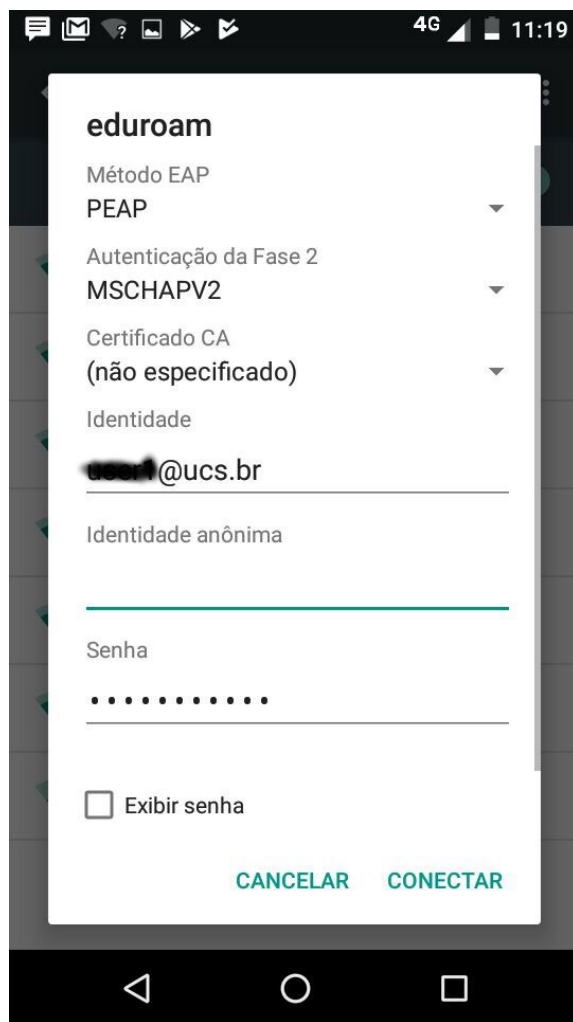 4G 11:19
eduroam
Método EAP
PEAP
Autenticação da Fase 2
MSCHAPV2
Certificado CA
(não especificado)
Identidade
@ucs.br
Identidade anônima
Senha
•••••••••••
Exibir senha
CANCELAR CONECTAR